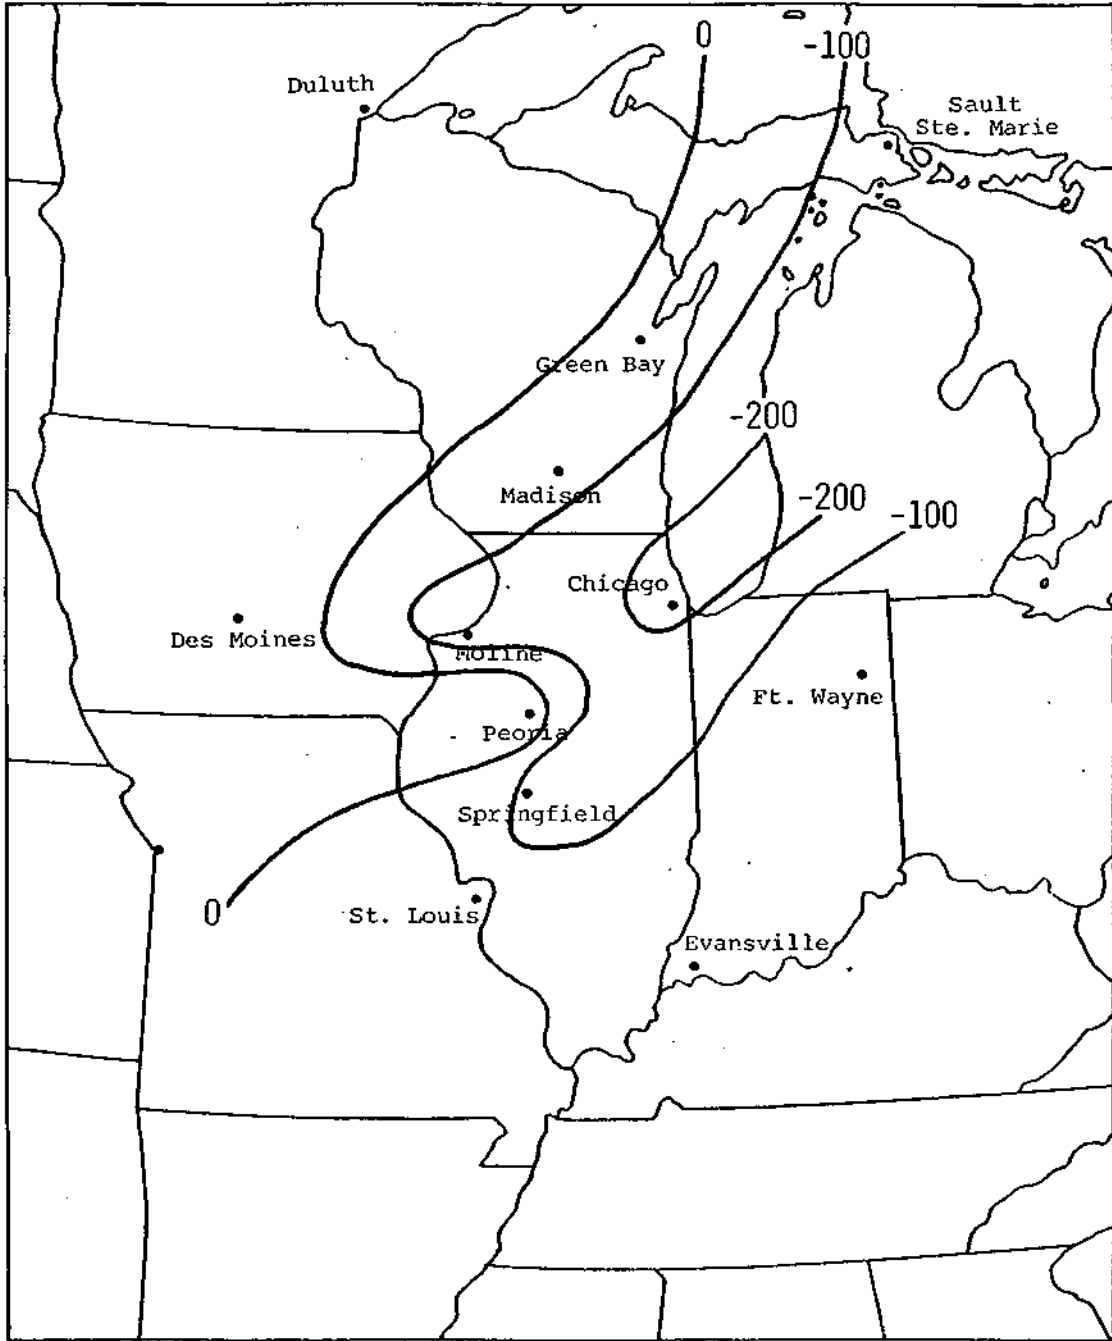 0
-100
Duluth
Sault
Ste. Marie
Green Bay
-200
Madison
-200
-100
Chicago
Des Moines
Moline
Ft. Wayne
Peoria
Springfield
0
St. Louis
Evansville